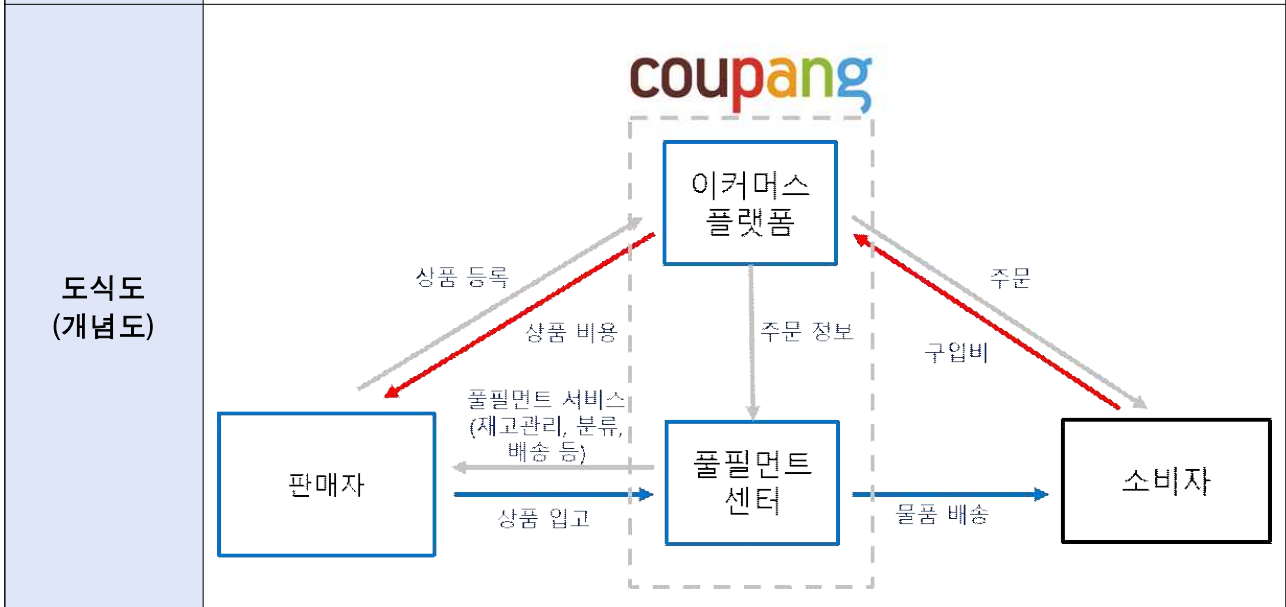 coupang
이커머스
플랫폼
도식도
(개념도)
상품 등록
상품 비용
주문 정보
주문
구입비
풀필먼트 서비스
(재고관리, 분류,
배송 등)
판매자
풀필먼트
센터
소비자
상품 입고
물품 배송